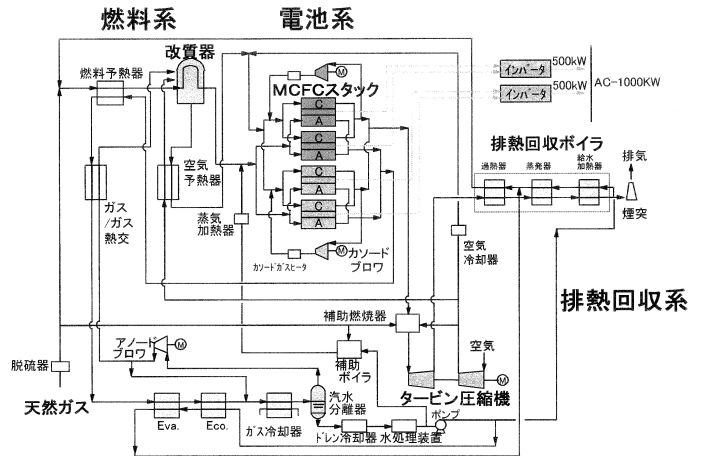 燃料系
電池系
改質器
燃料予熱器
M
500kW
インバータ
500kW
インバータ
AC-1000KW
MCFCスタック
C
A
C
A
A
C
C
A
排熱回収ボイラ
過熱器
蒸発器
給水
加熱器
排気
煙突
空気
予熱器
ガス
/ガス
熱交
蒸気
加熱器
カソードガスヒータ
M
カソード
ブロワ
空気
冷却器
排熱回収系
補助燃焼器
アノード
ブロワ
M
補助
ボイラ
空気
脱硫器
M
タービン圧縮機
天然ガス
汽水
分離器
ポンプ
Eva.
Eco.
ガス冷却器
ドレン冷却器
水処理装置